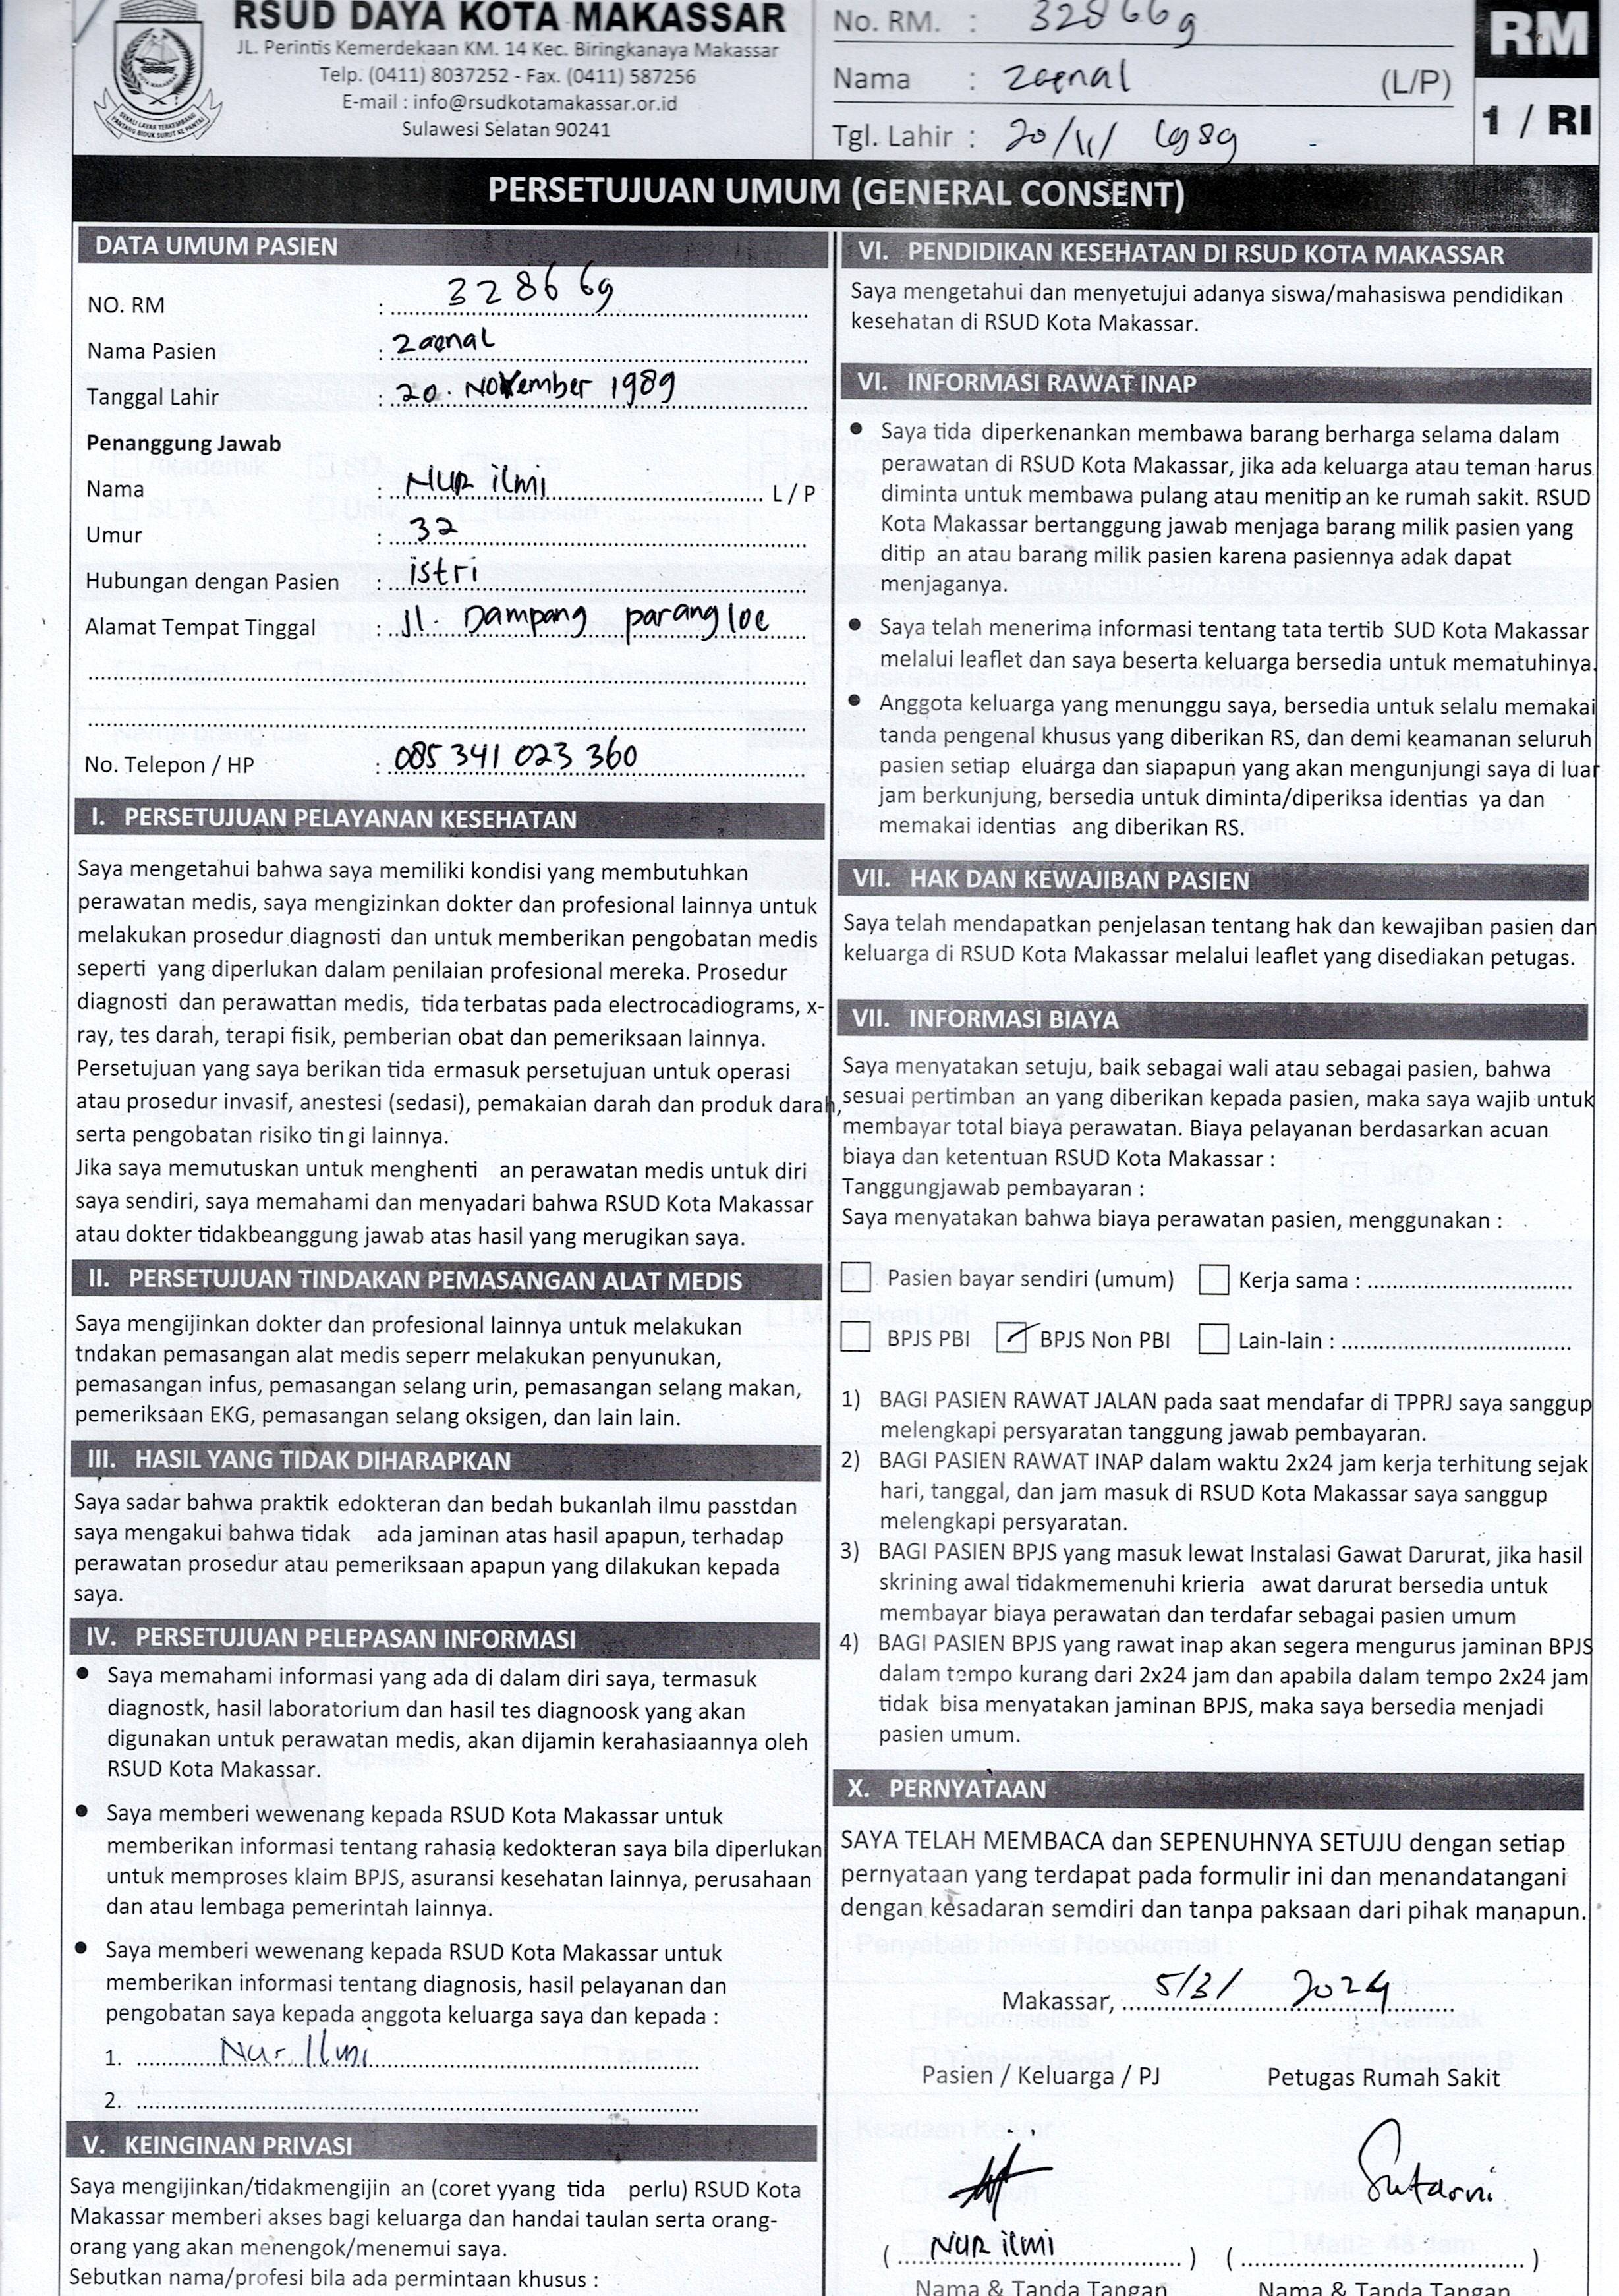 RSUD DAYA KOTA MAKASSAR
JL. Perintis Kemerdekaan KM. 14 Kec. Biringkanaya Makassar
Telp. (0411) 8037252 - Fax. (0411) 587256
E-mail : info@rsudkotamakassar.or.id
Sulawesi Selatan 90241
No. RM. : 328669
Nama : Zaenal (L/P)
Tgl. Lahir : 20/11/ 1989
RM
1 / RI
PERSETUJUAN UMUM (GENERAL CONSENT)
DATA UMUM PASIEN
NO. RM : 328669
Nama Pasien : Zaenal
Tanggal Lahir : 20. November 1989
Penanggung Jawab
Nama : Nur ilmi L / P
Umur : 32
Hubungan dengan Pasien : istri
Alamat Tempat Tinggal : Jl. Dampang parangloe
No. Telepon / HP : 085 341 023 360
I. PERSETUJUAN PELAYANAN KESEHATAN
Saya mengetahui bahwa saya memiliki kondisi yang membutuhkan
perawatan medis, saya mengizinkan dokter dan profesional lainnya untuk
melakukan prosedur diagnosti dan untuk memberikan pengobatan medis
seperti yang diperlukan dalam penilaian profesional mereka. Prosedur
diagnosti dan perawattan medis, tida terbatas pada electrocadiograms, x-
ray, tes darah, terapi fisik, pemberian obat dan pemeriksaan lainnya.
Persetujuan yang saya berikan tida ermasuk persetujuan untuk operasi
atau prosedur invasif, anestesi (sedasi), pemakaian darah dan produk darah,
serta pengobatan risiko tin gi lainnya.
Jika saya memutuskan untuk menghenti an perawatan medis untuk diri
saya sendiri, saya memahami dan menyadari bahwa RSUD Kota Makassar
atau dokter tidakbeanggung jawab atas hasil yang merugikan saya.
II. PERSETUJUAN TINDAKAN PEMASANGAN ALAT MEDIS
Saya mengijinkan dokter dan profesional lainnya untuk melakukan
tndakan pemasangan alat medis seperr melakukan penyunukan,
pemasangan infus, pemasangan selang urin, pemasangan selang makan,
pemeriksaan EKG, pemasangan selang oksigen, dan lain lain.
III. HASIL YANG TIDAK DIHARAPKAN
Saya sadar bahwa praktik edokteran dan bedah bukanlah ilmu passtdan
saya mengakui bahwa tidak ada jaminan atas hasil apapun, terhadap
perawatan prosedur atau pemeriksaan apapun yang dilakukan kepada
saya.
IV. PERSETUJUAN PELEPASAN INFORMASI
● Saya memahami informasi yang ada di dalam diri saya, termasuk
diagnostk, hasil laboratorium dan hasil tes diagnoosk yang akan
digunakan untuk perawatan medis, akan dijamin kerahasiaannya oleh
RSUD Kota Makassar.
● Saya memberi wewenang kepada RSUD Kota Makassar untuk
memberikan informasi tentang rahasia kedokteran saya bila diperlukan
untuk memproses klaim BPJS, asuransi kesehatan lainnya, perusahaan
dan atau lembaga pemerintah lainnya.
● Saya memberi wewenang kepada RSUD Kota Makassar untuk
memberikan informasi tentang diagnosis, hasil pelayanan dan
pengobatan saya kepada anggota keluarga saya dan kepada :
1. Nur Ilmi
2.
V. KEINGINAN PRIVASI
Saya mengijinkan/tidakmengijin an (coret yyang tida perlu) RSUD Kota
Makassar memberi akses bagi keluarga dan handai taulan serta orang-
orang yang akan menengok/menemui saya.
Sebutkan nama/profesi bila ada permintaan khusus :
VI. PENDIDIKAN KESEHATAN DI RSUD KOTA MAKASSAR
Saya mengetahui dan menyetujui adanya siswa/mahasiswa pendidikan
kesehatan di RSUD Kota Makassar.
VI. INFORMASI RAWAT INAP
● Saya tida diperkenankan membawa barang berharga selama dalam
perawatan di RSUD Kota Makassar, jika ada keluarga atau teman harus
diminta untuk membawa pulang atau menitip an ke rumah sakit. RSUD
Kota Makassar bertanggung jawab menjaga barang milik pasien yang
ditip an atau barang milik pasien karena pasiennya adak dapat
menjaganya.
● Saya telah menerima informasi tentang tata tertib SUD Kota Makassar
melalui leaflet dan saya beserta keluarga bersedia untuk mematuhinya.
● Anggota keluarga yang menunggu saya, bersedia untuk selalu memakai
tanda pengenal khusus yang diberikan RS, dan demi keamanan seluruh
pasien setiap eluarga dan siapapun yang akan mengunjungi saya di luar
jam berkunjung, bersedia untuk diminta/diperiksa identias ya dan
memakai identias ang diberikan RS.
VII. HAK DAN KEWAJIBAN PASIEN
Saya telah mendapatkan penjelasan tentang hak dan kewajiban pasien dan
keluarga di RSUD Kota Makassar melalui leaflet yang disediakan petugas.
VII. INFORMASI BIAYA
Saya menyatakan setuju, baik sebagai wali atau sebagai pasien, bahwa
sesuai pertimban an yang diberikan kepada pasien, maka saya wajib untuk
membayar total biaya perawatan. Biaya pelayanan berdasarkan acuan
biaya dan ketentuan RSUD Kota Makassar :
Tanggungjawab pembayaran :
Saya menyatakan bahwa biaya perawatan pasien, menggunakan :
Pasien bayar sendiri (umum) Kerja sama :
BPJS PBI BPJS Non PBI Lain-lain :
1) BAGI PASIEN RAWAT JALAN pada saat mendafar di TPPRJ saya sanggup
melengkapi persyaratan tanggung jawab pembayaran.
2) BAGI PASIEN RAWAT INAP dalam waktu 2x24 jam kerja terhitung sejak
hari, tanggal, dan jam masuk di RSUD Kota Makassar saya sanggup
melengkapi persyaratan.
3) BAGI PASIEN BPJS yang masuk lewat Instalasi Gawat Darurat, jika hasil
skrining awal tidakmemenuhi krieria awat darurat bersedia untuk
membayar biaya perawatan dan terdafar sebagai pasien umum
4) BAGI PASIEN BPJS yang rawat inap akan segera mengurus jaminan BPJS
dalam tempo kurang dari 2x24 jam dan apabila dalam tempo 2x24 jam
tidak bisa menyatakan jaminan BPJS, maka saya bersedia menjadi
pasien umum.
X. PERNYATAAN
SAYA TELAH MEMBACA dan SEPENUHNYA SETUJU dengan setiap
pernyataan yang terdapat pada formulir ini dan menandatangani
dengan kesadaran semdiri dan tanpa paksaan dari pihak manapun.
Makassar, 5/3/ 2024
Pasien / Keluarga / PJ Petugas Rumah Sakit
Sutarni
( Nur ilmi ) ( )
Nama & Tanda Tangan Nama & Tanda Tangan